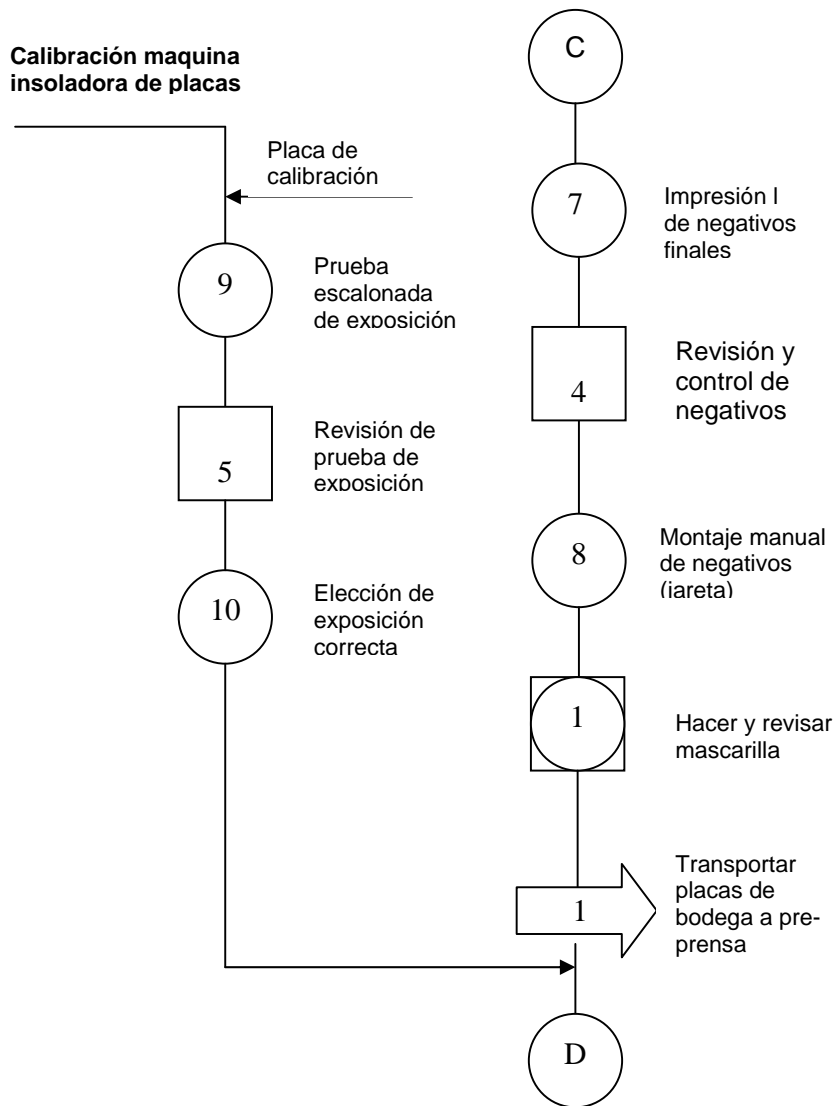 Calibración maquina
insoladora de placas
Placa de
calibración
9
Prueba
escalonada
de exposición
5
Revisión de
prueba de
exposición
10
Elección de
exposición
correcta
C
7
Impresión l
de negativos
finales
4
Revisión y
control de
negativos
8
Montaje manual
de negativos
(jareta)
1
Hacer y revisar
mascarilla
1
Transportar
placas de
bodega a pre-
prensa
D